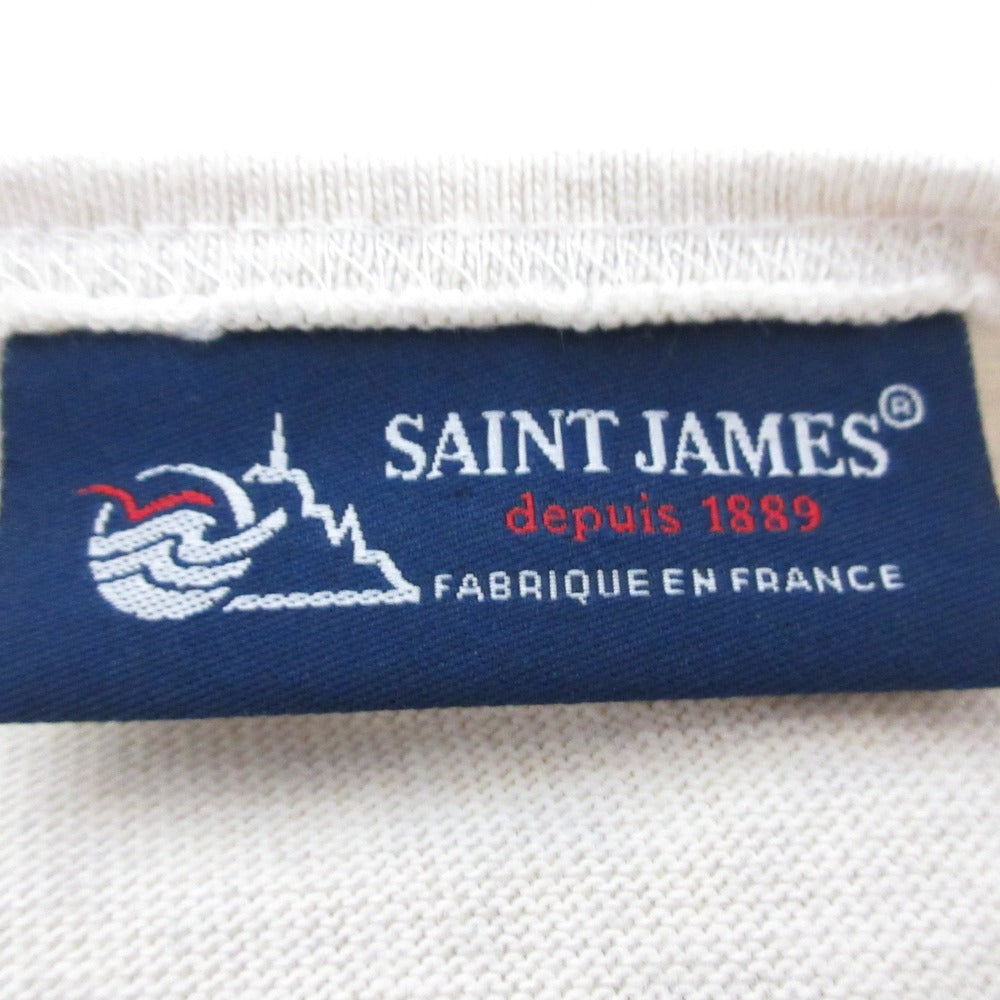 SAINT JAMES®
depuis 1889
FABRIQUE EN FRANCE